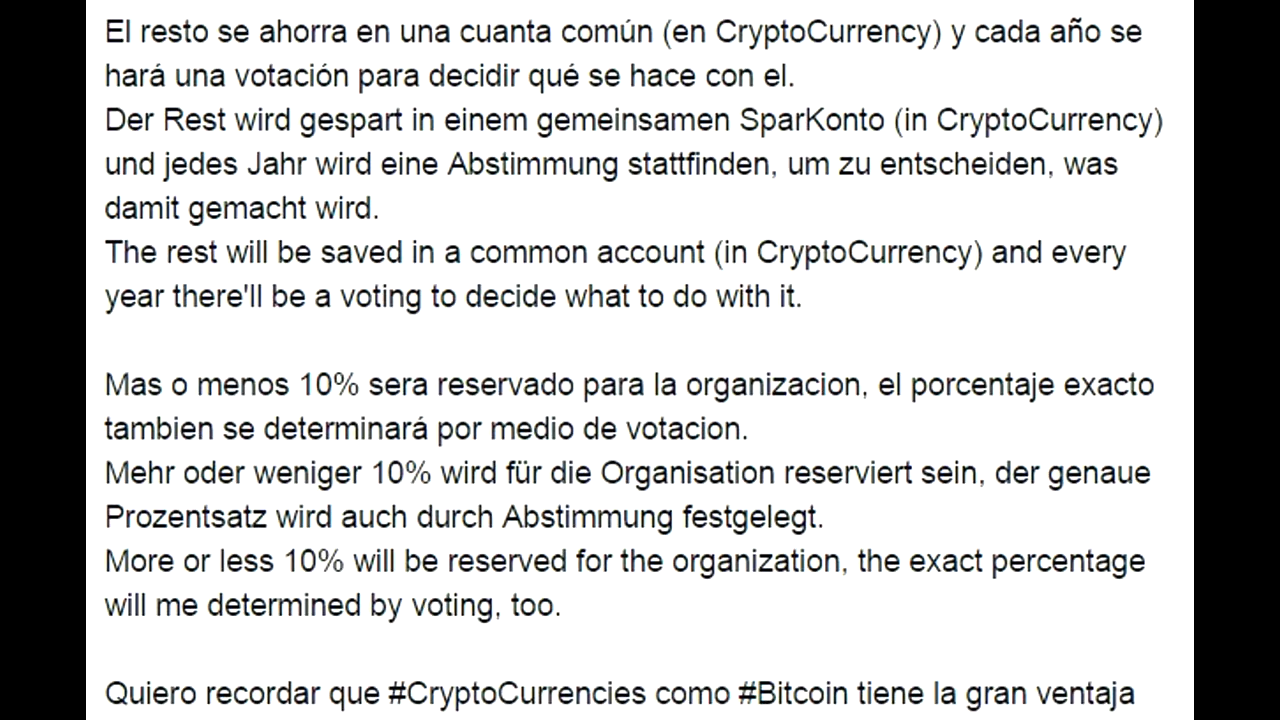 El resto se ahorra en una cuanta común (en CryptoCurrency) y cada año se
hará una votación para decidir qué se hace con el.
Der Rest wird gespart in einem gemeinsamen SparKonto (in CryptoCurrency)
und jedes Jahr wird eine Abstimmung stattfinden, um zu entscheiden, was
damit gemacht wird.
The rest will be saved in a common account (in CryptoCurrency) and every
year there'll be a voting to decide what to do with it.
Mas o menos 10% sera reservado para la organizacion, el porcentaje exacto
tambien se determinará por medio de votacion.
Mehr oder weniger 10% wird für die Organisation reserviert sein, der genaue
Prozentsatz wird auch durch Abstimmung festgelegt.
More or less 10% will be reserved for the organization, the exact percentage
will me determined by voting, too.
Quiero recordar que #CryptoCurrencies como #Bitcoin tiene la gran ventaja